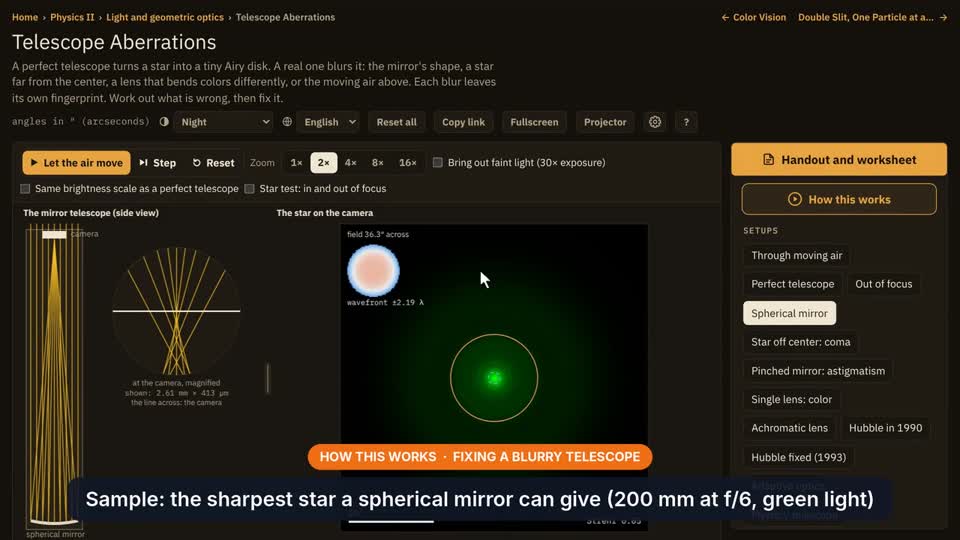 Home › Physics II › Light and geometric optics › Telescope Aberrations
← Color Vision
Double Slit, One Particle at a... →
Telescope Aberrations
A perfect telescope turns a star into a tiny Airy disk. A real one blurs it: the mirror's shape, a star
far from the center, a lens that bends colors differently, or the moving air above. Each blur leaves
its own fingerprint. Work out what is wrong, then fix it.
angles in " (arcseconds)
Night
English
Reset all
Copy link
Fullscreen
Projector
?
Let the air move
Step
Reset
Zoom
1×
2×
4×
8×
16×
Bring out faint light (30× exposure)
Same brightness scale as a perfect telescope
Star test: in and out of focus
The mirror telescope (side view)
The star on the camera
camera
at the camera, magnified
shown: 2.61 mm × 413 µm
the line across: the camera
spherical mirror
field 36.3" across
wavefront ±2.19 λ
Handout and worksheet
How this works
SETUPS
Through moving air
Perfect telescope
Out of focus
Spherical mirror
Star off center: coma
Pinched mirror: astigmatism
Single lens: color
Achromatic lens
Hubble in 1990
Hubble fixed (1993)
HOW THIS WORKS · FIXING A BLURRY TELESCOPE
Sample: the sharpest star a spherical mirror can give (200 mm at f/6, green light)